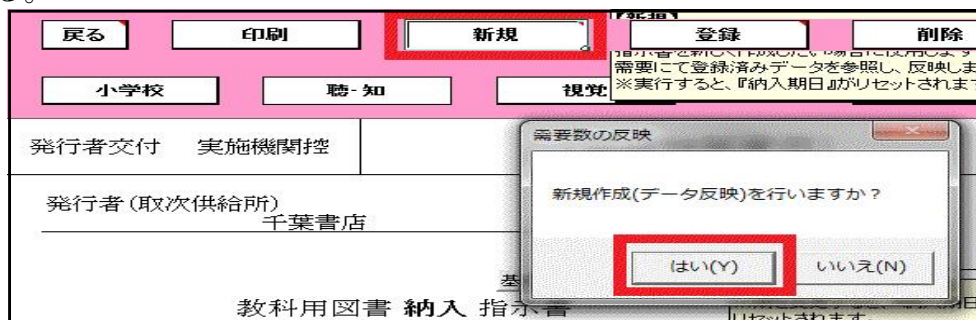 る。
戻る 印刷 新規 登録 削除
【新規】
指示書を新しく作成したい場合に使用します
需要にて登録済みデータを参照し、反映しま
※実行すると、『納入期日』がリセットされます
小学校 聴・知 視覚
需要数の反映
発行者交付 実施機関控
新規作成(データ反映)を行いますか？
発行者(取次供給所)
千葉書店
はい(Y) いいえ(N)
教科用図書 納入 指示書
リセットされます。